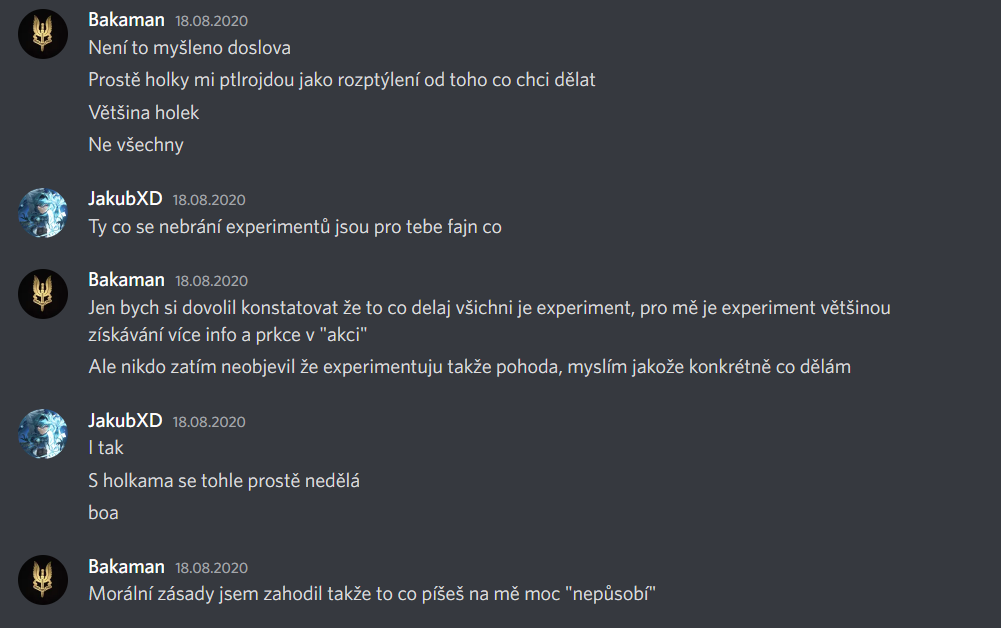 Bakaman 18.08.2020
Není to myšleno doslova
Prostě holky mi ptlrojdou jako rozptýlení od toho co chci dělat
Většina holek
Ne všechny
JakubXD 18.08.2020
Ty co se nebrání experimentů jsou pro tebe fajn co
Bakaman 18.08.2020
Jen bych si dovolil konstatovat že to co delaj všichni je experiment, pro mě je experiment většinou
získávání více info a prkce v "akci"
Ale nikdo zatím neobjevil že experimentuju takže pohoda, myslím jakože konkrétně co dělám
JakubXD 18.08.2020
I tak
S holkama se tohle prostě nedělá
boa
Bakaman 18.08.2020
Morální zásady jsem zahodil takže to co píšeš na mě moc "nepůsobí"